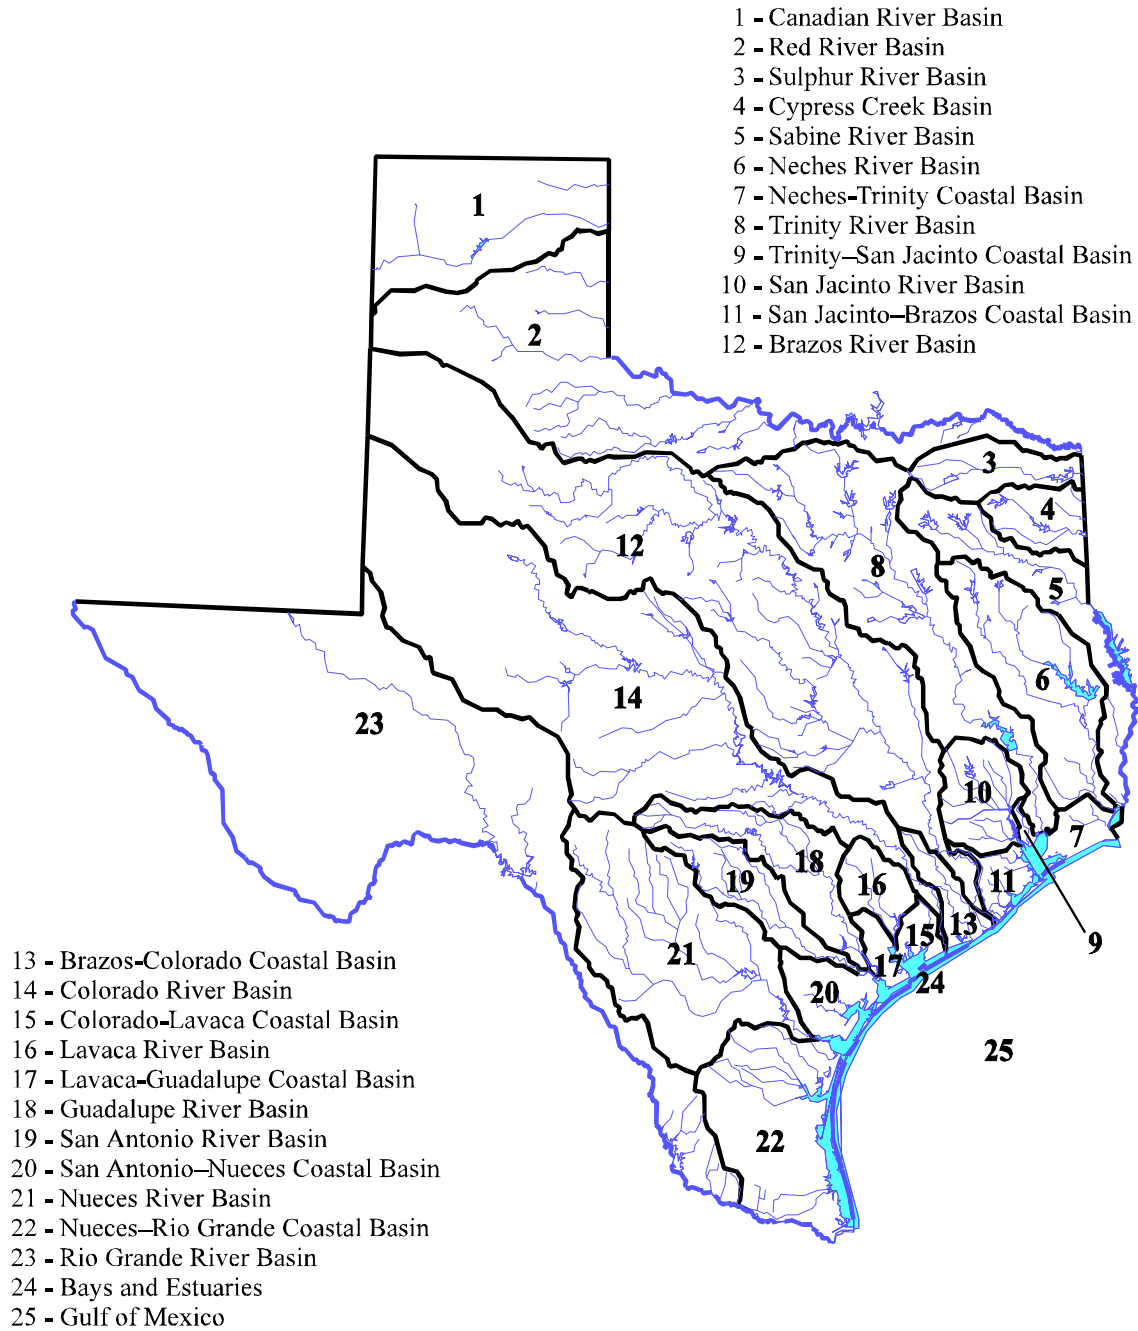 1 - Canadian River Basin
2 - Red River Basin
3 - Sulphur River Basin
4 - Cypress Creek Basin
5 - Sabine River Basin
6 - Neches River Basin
7 - Neches-Trinity Coastal Basin
8 - Trinity River Basin
9 - Trinity–San Jacinto Coastal Basin
10 - San Jacinto River Basin
11 - San Jacinto–Brazos Coastal Basin
12 - Brazos River Basin
1
2
3
4
12
8
5
6
14
23
10
7
18
19
16
11
13
15
9
21
17
20
24
25
22
13 - Brazos-Colorado Coastal Basin
14 - Colorado River Basin
15 - Colorado-Lavaca Coastal Basin
16 - Lavaca River Basin
17 - Lavaca-Guadalupe Coastal Basin
18 - Guadalupe River Basin
19 - San Antonio River Basin
20 - San Antonio–Nueces Coastal Basin
21 - Nueces River Basin
22 - Nueces–Rio Grande Coastal Basin
23 - Rio Grande River Basin
24 - Bays and Estuaries
25 - Gulf of Mexico